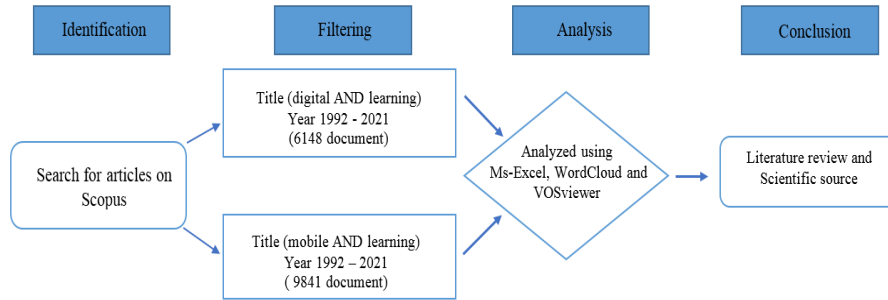 Identification
Filtering
Analysis
Conclusion
Search for articles on
Scopus
Title (digital AND learning)
Year 1992 - 2021
(6148 document)
Title (mobile AND learning)
Year 1992 – 2021
( 9841 document)
Analyzed using
Ms-Excel, WordCloud and
VOSviewer
Literature review and
Scientific source